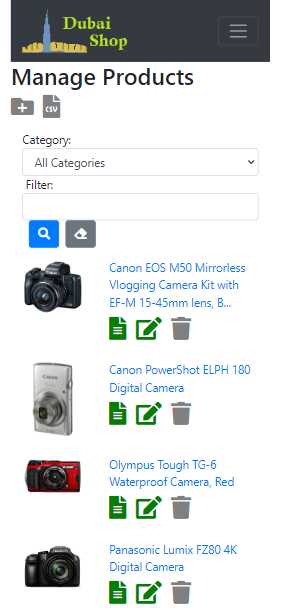 Dubai
Shop
Manage Products
CSV
Category:
All Categories
Filter:
Canon EOS M50 Mirrorless
Vlogging Camera Kit with
EF-M 15-45mm lens, B...
Canon PowerShot ELPH 180
Digital Camera
Olympus Tough TG-6
Waterproof Camera, Red
Panasonic Lumix FZ80 4K
Digital Camera